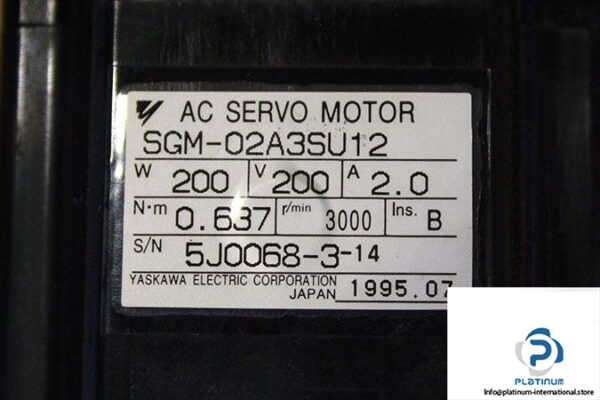 AC SERVO MOTOR
SGM-02A3SU12
W 200 V 200 A 2.0
N·m 0.637 r/min 3000 Ins. B
S/N 5J0068-3-14
YASKAWA ELECTRIC CORPORATION
JAPAN 1995.07
PLATINUM
Info@platinum-international.store